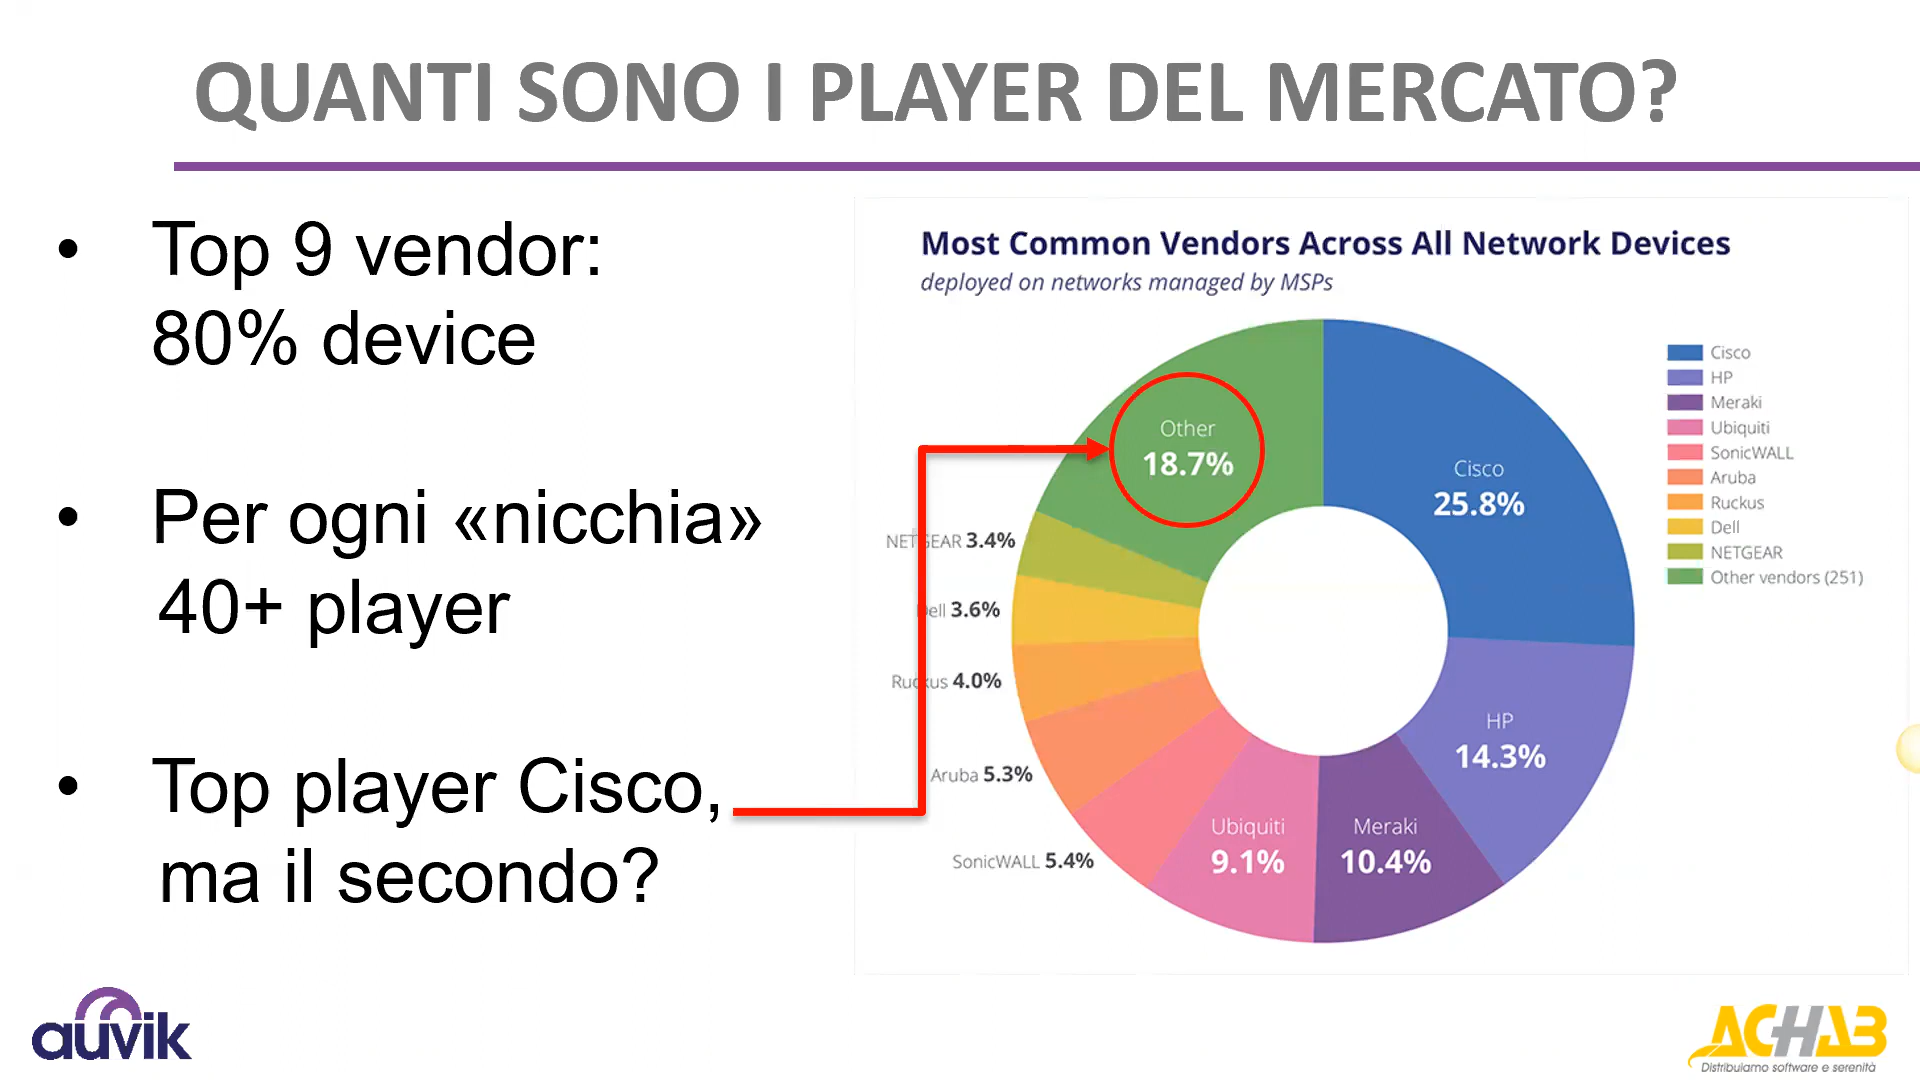 QUANTI SONO I PLAYER DEL MERCATO?
• Top 9 vendor:
80% device
• Per ogni «nicchia»
40+ player
• Top player Cisco,
ma il secondo?
Most Common Vendors Across All Network Devices
deployed on networks managed by MSPs
Other
18.7%
Cisco
25.8%
HP
14.3%
Meraki
10.4%
Ubiquiti
9.1%
SonicWALL 5.4%
Aruba 5.3%
Ruckus 4.0%
Dell 3.6%
NETGEAR 3.4%
Cisco
HP
Meraki
Ubiquiti
SonicWALL
Aruba
Ruckus
Dell
NETGEAR
Other vendors (251)
auvik
ACHAB
Distribuiamo software e serenità